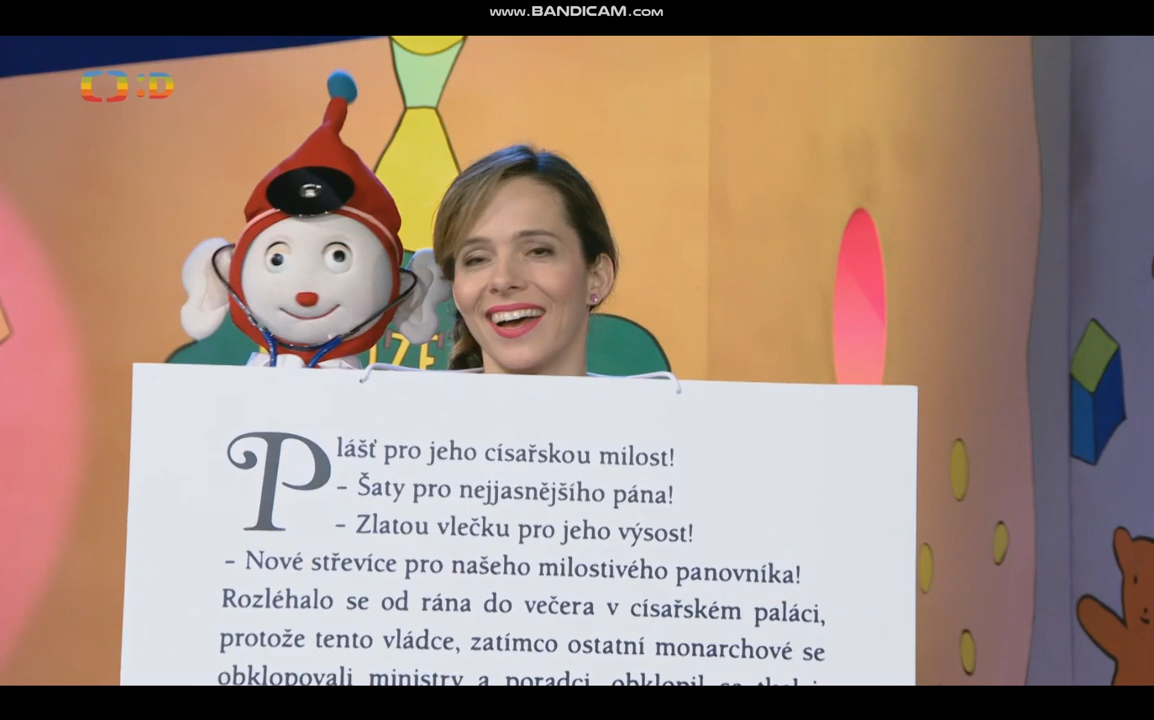 www.BANDICAM.com
:D
Plášť pro jeho císařskou milost!
– Šaty pro nejjasnějšího pána!
– Zlatou vlečku pro jeho výsost!
– Nové střevíce pro našeho milostivého panovníka!
Rozléhalo se od rána do večera v císařském paláci,
protože tento vládce, zatímco ostatní monarchové se
obklopovali ministry a poradci, obklopil se